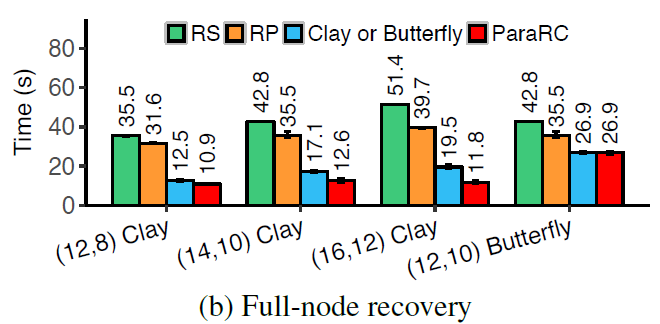 RS RP Clay or Butterfly ParaRC
Time (s)
80
60
40
20
0
35.5 31.6 12.5 10.9
42.8 35.5 17.1 12.6
51.4 39.7 19.5 11.8
42.8 35.5 26.9 26.9
(12,8) Clay
(14,10) Clay
(16,12) Clay
(12,10) Butterfly
(b) Full-node recovery